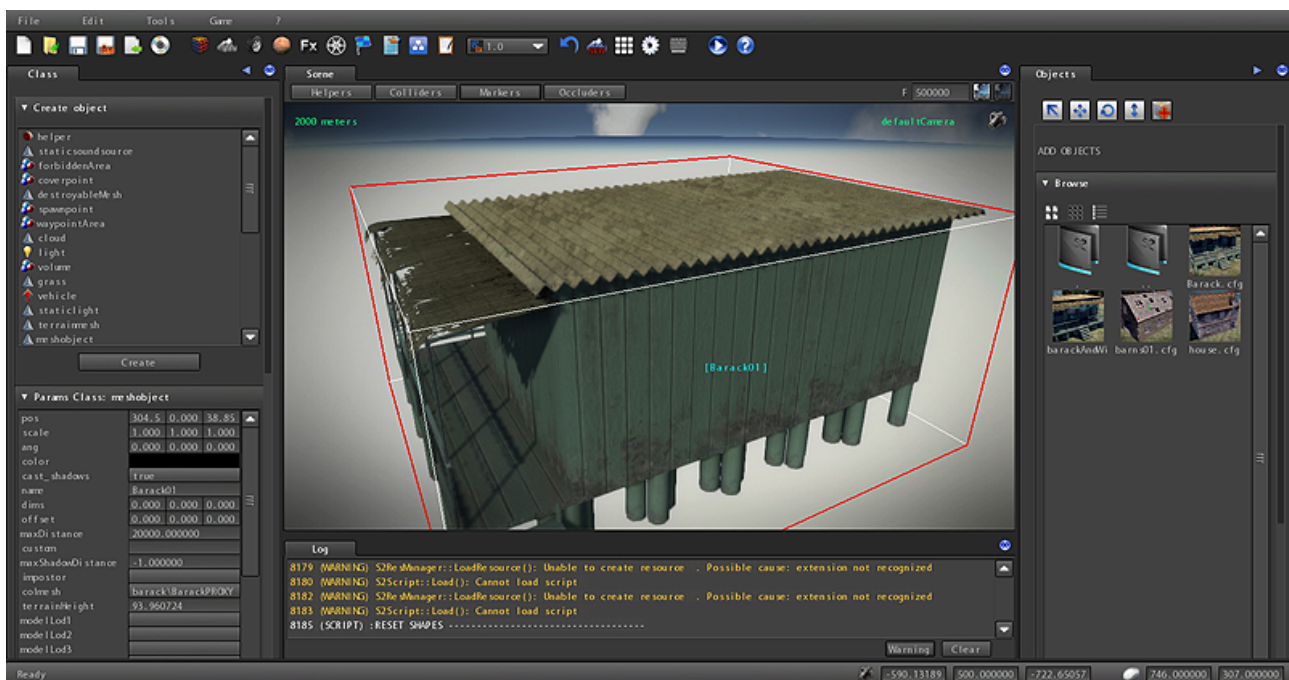 File Edit Tools Game ?
Fx 1.0
Class
Create object
helper
staticsoundsource
forbiddenArea
coverpoint
destroyableMesh
spawnpoint
waypointArea
cloud
light
volume
grass
vehicle
staticlight
terrainmesh
meshobject
Create
Params Class: meshobject
pos 304.5 0.000 38.85
scale 1.000 1.000 1.000
ang 0.000 0.000 0.000
color
cast_shadows true
name Barack01
dims 0.000 0.000 0.000
offset 0.000 0.000 0.000
maxDistance 20000.000000
custom
maxShadowDistance -1.000000
impostor
colmesh barack\BarackPROXY
terrainHeight 93.960724
modelLod1
modelLod2
modelLod3
Scene
Helpers Colliders Markers Occluders F 500000
2000 meters defaultCamera
[Barack01]
Log
8179 (WARNING) S2ResManager::LoadResource(): Unable to create resource . Possible cause: extension not recognized
8180 (WARNING) S2Script::Load(): Cannot load script
8182 (WARNING) S2ResManager::LoadResource(): Unable to create resource . Possible cause: extension not recognized
8183 (WARNING) S2Script::Load(): Cannot load script
8185 (SCRIPT) :RESET SHAPES ----------------------------------
Warning Clear
Objects
ADD OBJECTS
Browse
. .. Barack.cfg
barackAndWi barns01.cfg house.cfg
Ready -590.13189 500.000000 -722.65057 746.000000 307.000000